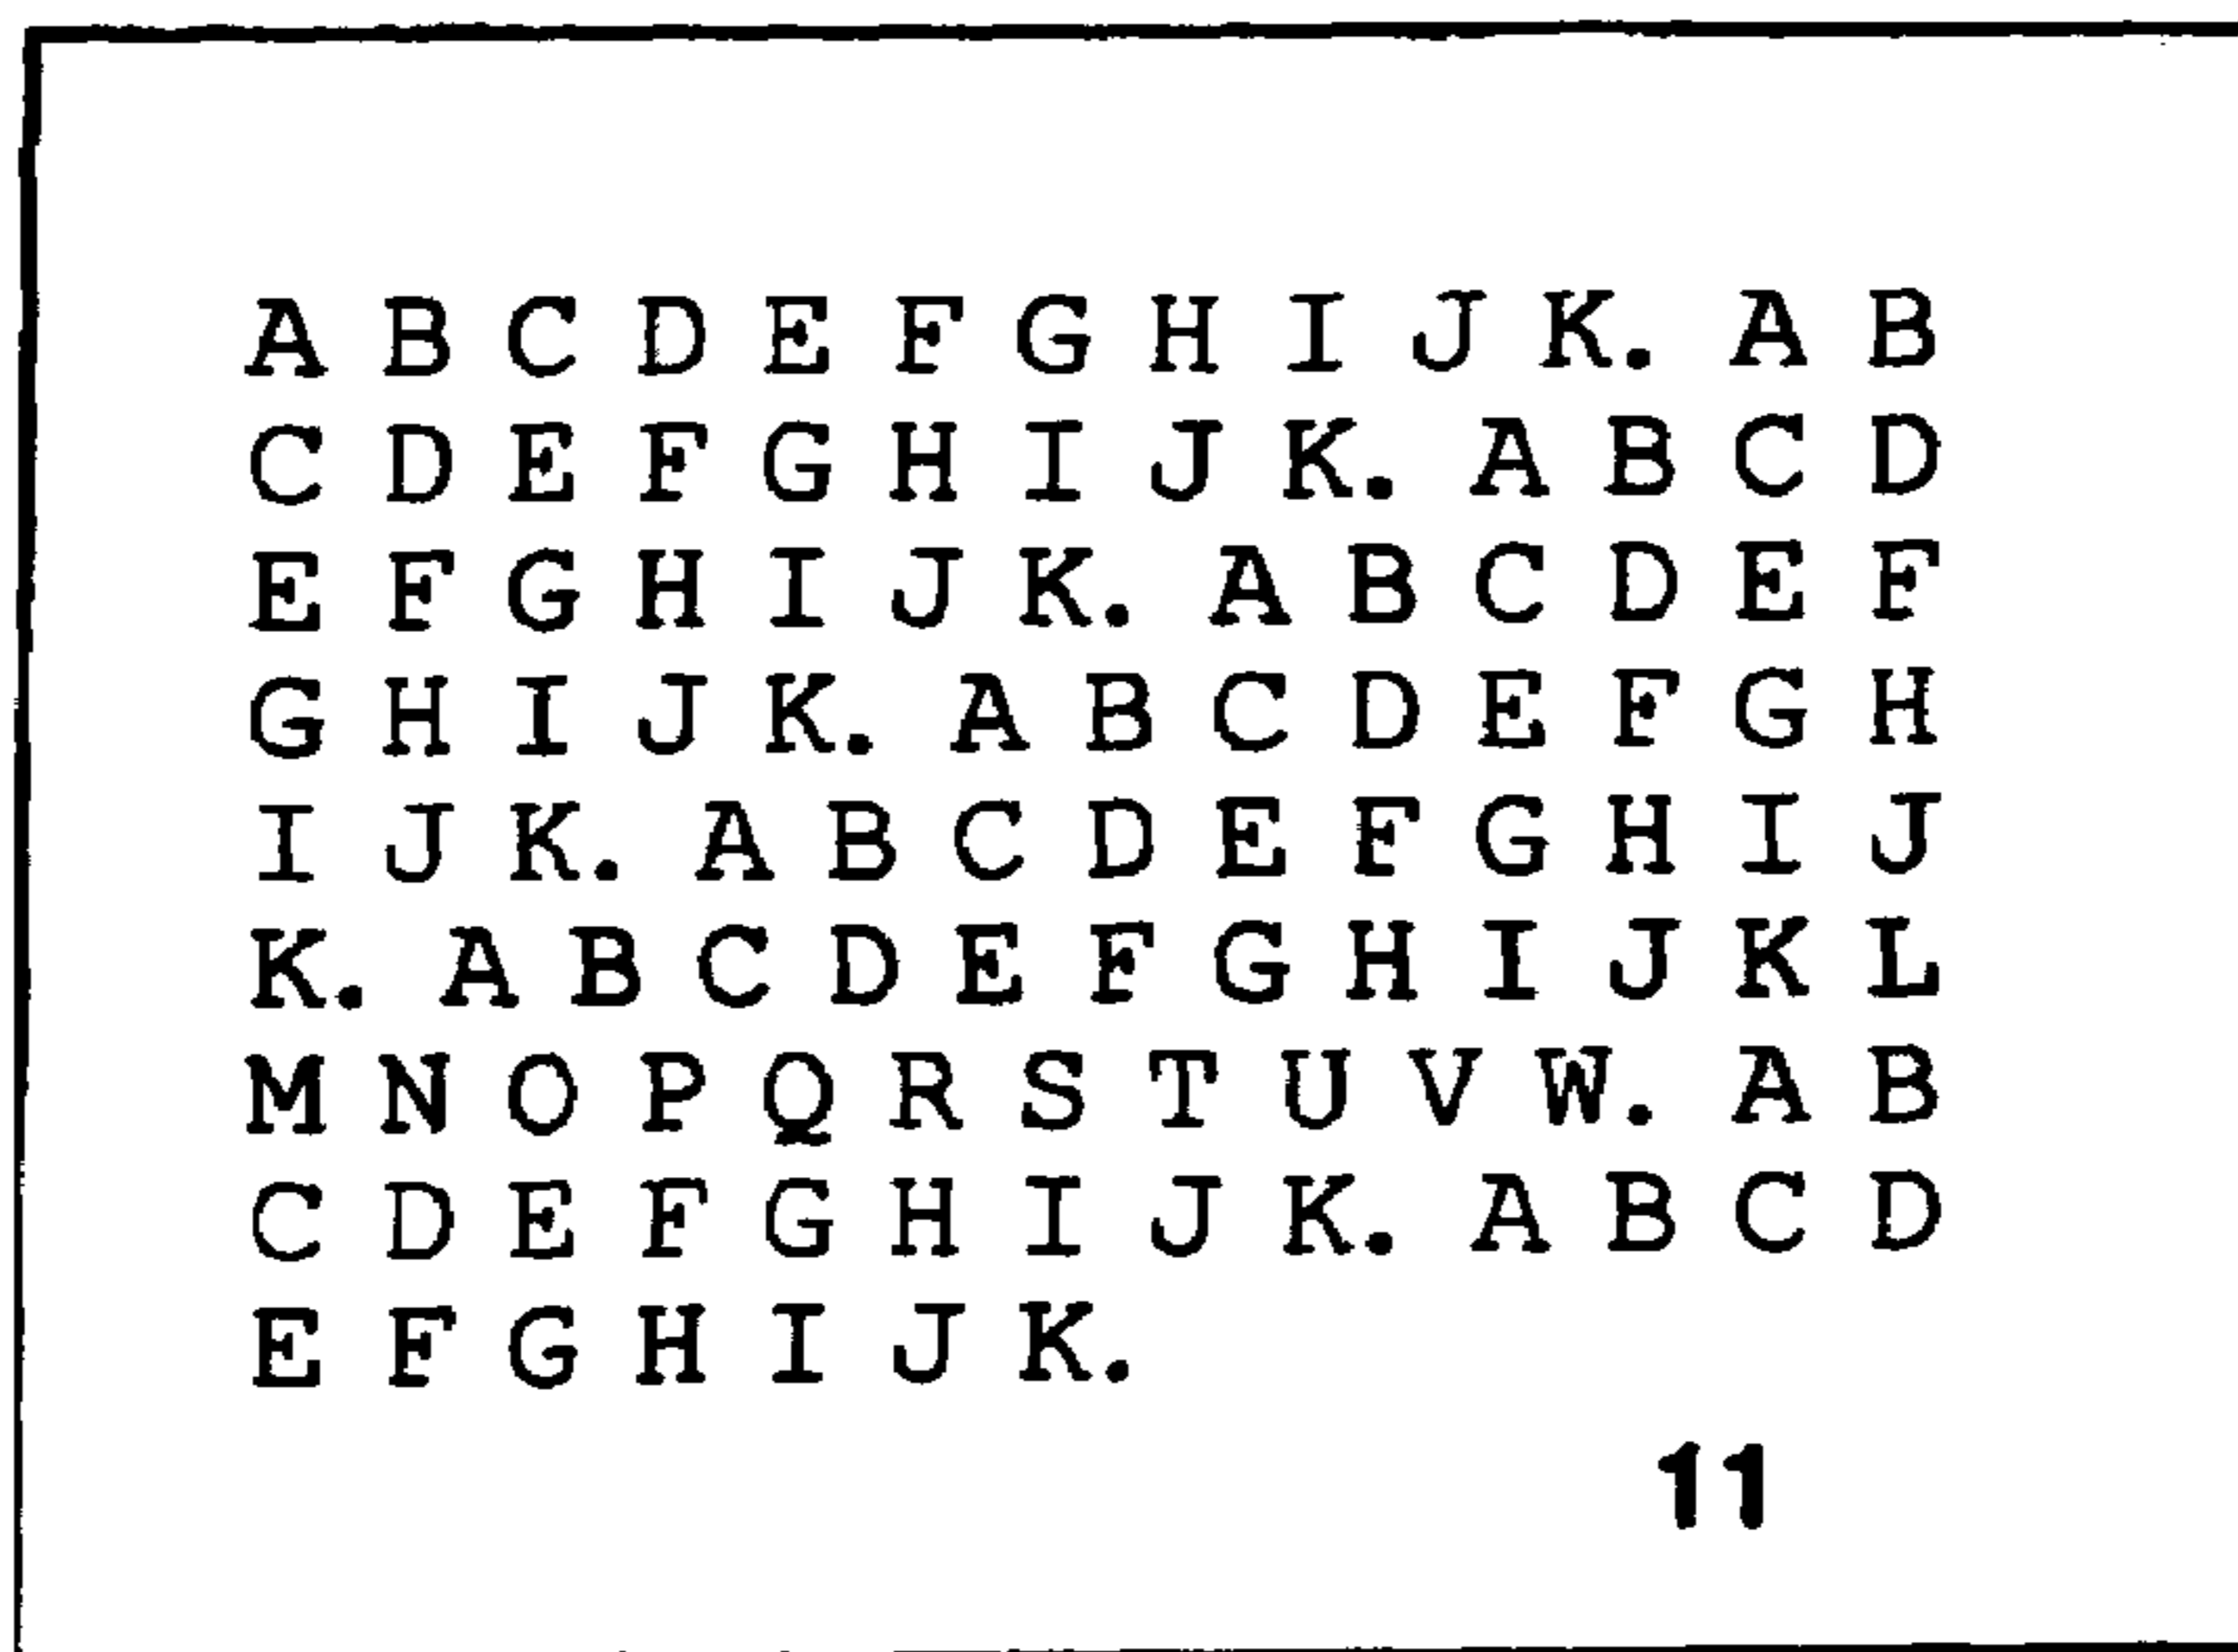 A B C D E F G H I J K. A B
C D E F G H I J K. A B C D
E F G H I J K. A B C D E F
G H I J K. A B C D E F G H
I J K. A B C D E F G H I J
K. A B C D E F G H I J K L
M N O P Q R S T U V W. A B
C D E F G H I J K. A B C D
E F G H I J K.
11